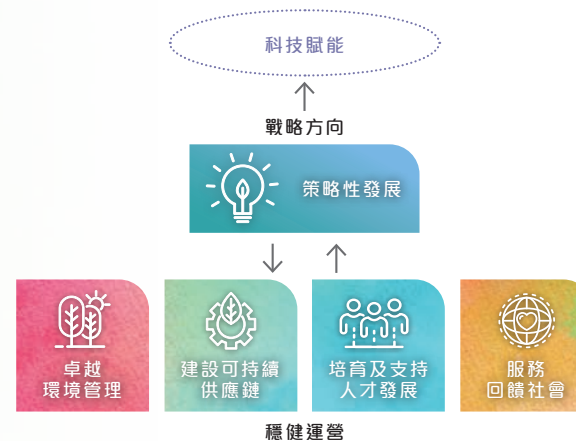 科技賦能
戰略方向
策略性發展
卓越
環境管理
建設可持續
供應鏈
培育及支持
人才發展
服務
回饋社會
穩健運營